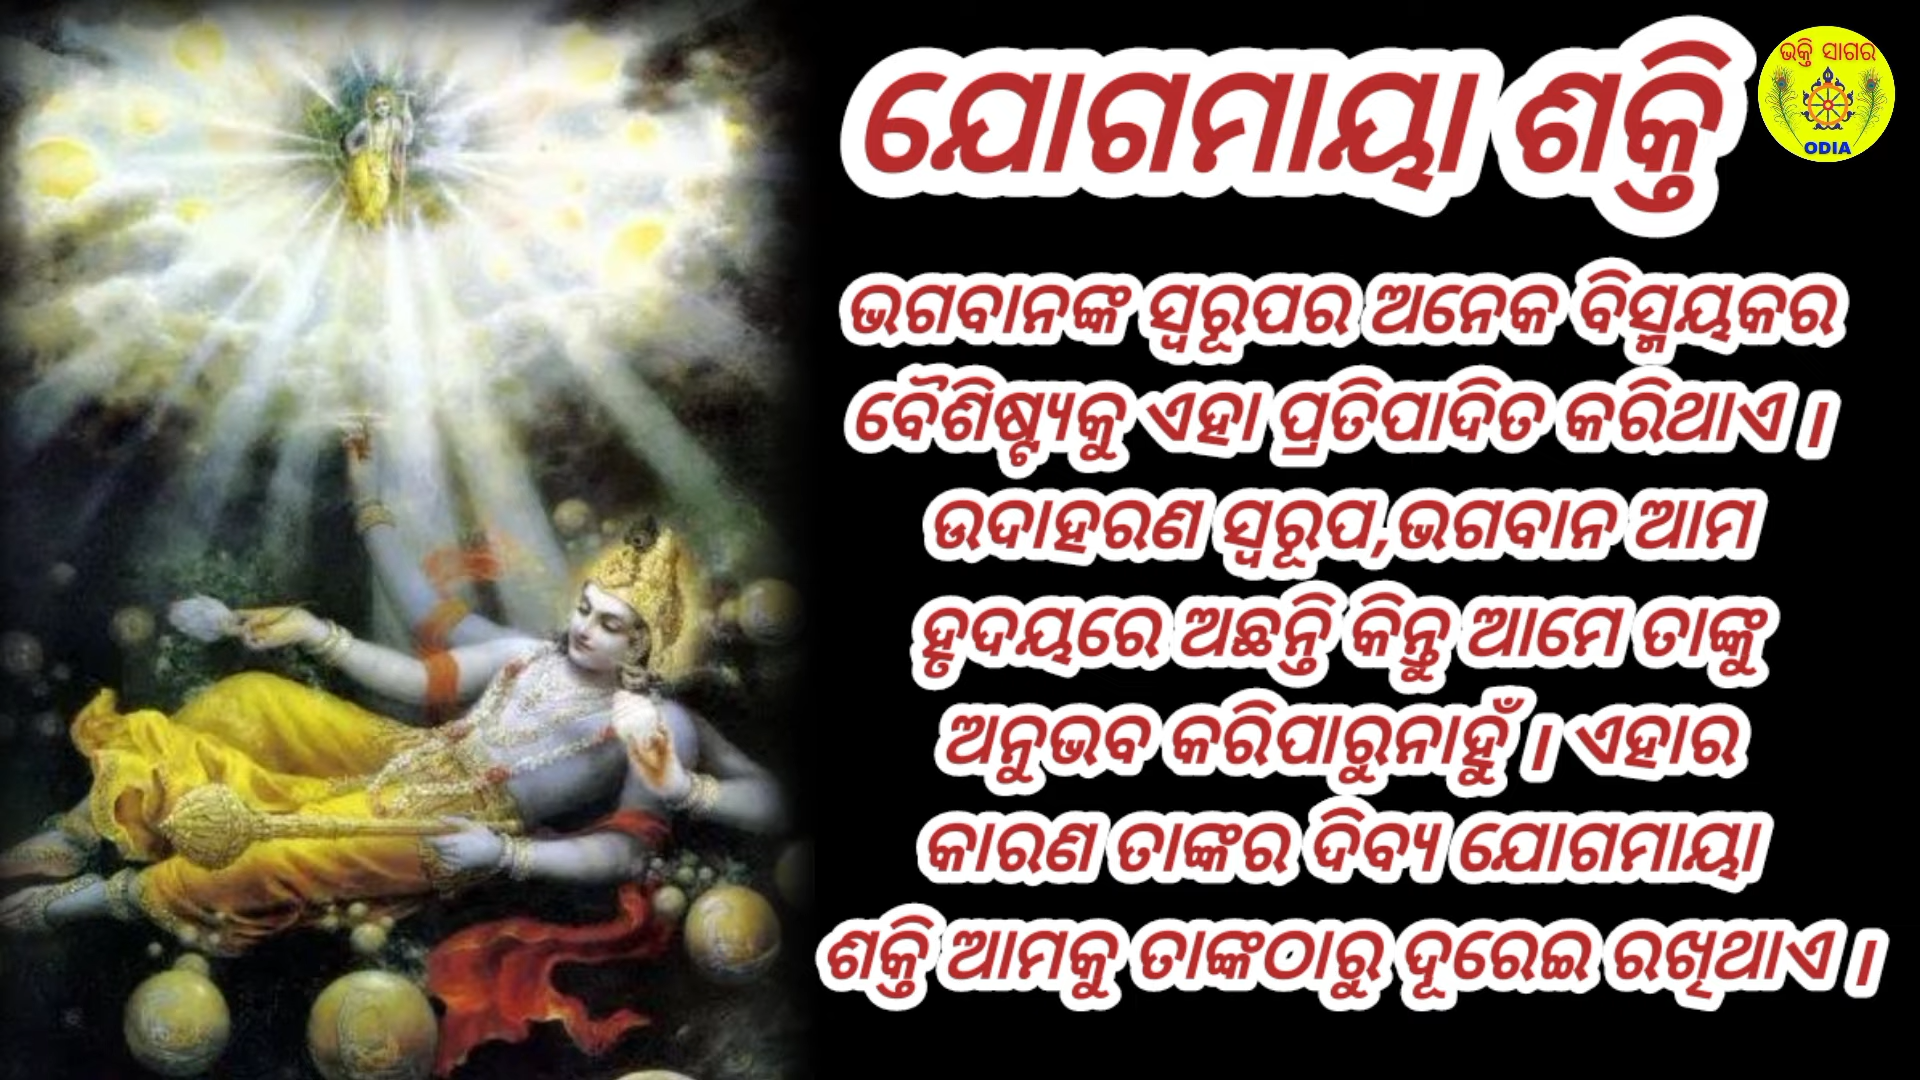 ଯୋଗମାୟା ଶକ୍ତି
ଭକ୍ତି ସାଗର
ODIA
ଭଗବାନଙ୍କ ସ୍ୱରୂପର ଅନେକ ବିସ୍ମୟକର
ବୈଶିଷ୍ଟ୍ୟକୁ ଏହା ପ୍ରତିପାଦିତ କରିଥାଏ ।
ଉଦାହରଣ ସ୍ୱରୂପ,ଭଗବାନ ଆମ
ହୃଦୟରେ ଅଛନ୍ତି କିନ୍ତୁ ଆମେ ତାଙ୍କୁ
ଅନୁଭବ କରିପାରୁନାହୁଁ । ଏହାର
କାରଣ ତାଙ୍କର ଦିବ୍ୟ ଯୋଗମାୟା
ଶକ୍ତି ଆମକୁ ତାଙ୍କଠାରୁ ଦୂରେଇ ରଖିଥାଏ ।